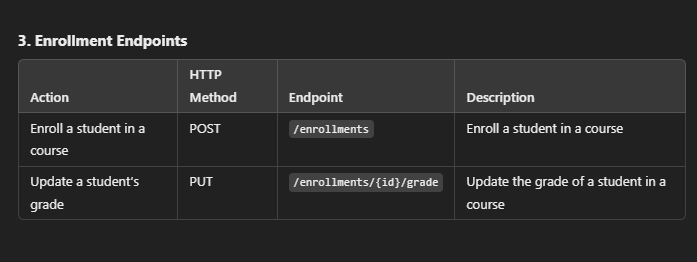 3. Enrollment Endpoints
HTTP
Action Method Endpoint Description
Enroll a student in a POST /enrollments Enroll a student in a course
course
Update a student's PUT /enrollments/{id}/grade Update the grade of a student in a
grade course